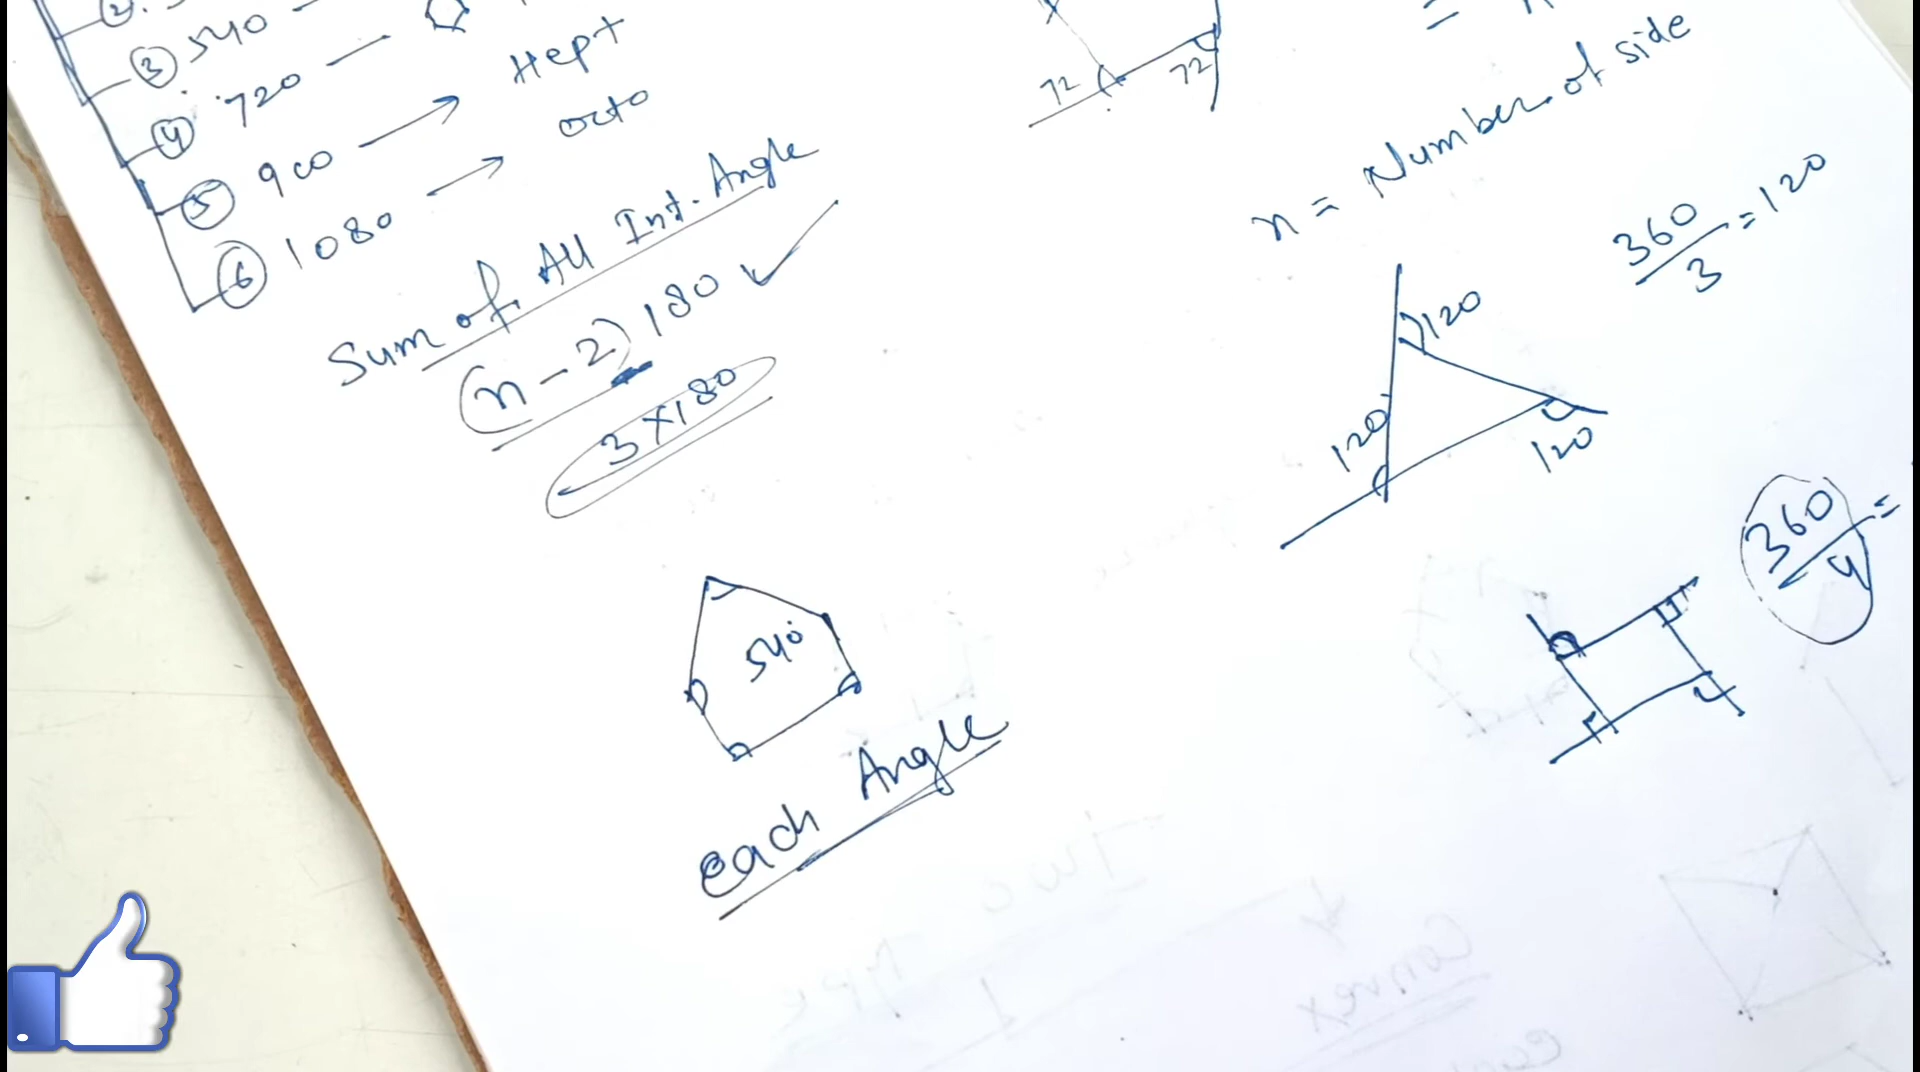 ③ 540
④ 720
⑤ 900 → Hept
⑥ 1080 → octo
Sum of All Int. Angle
(n-2) 180 ✓
3×180
540°
each Angle
72
72
n = Number of side
360/3 = 120
120
120
120
360/4 =